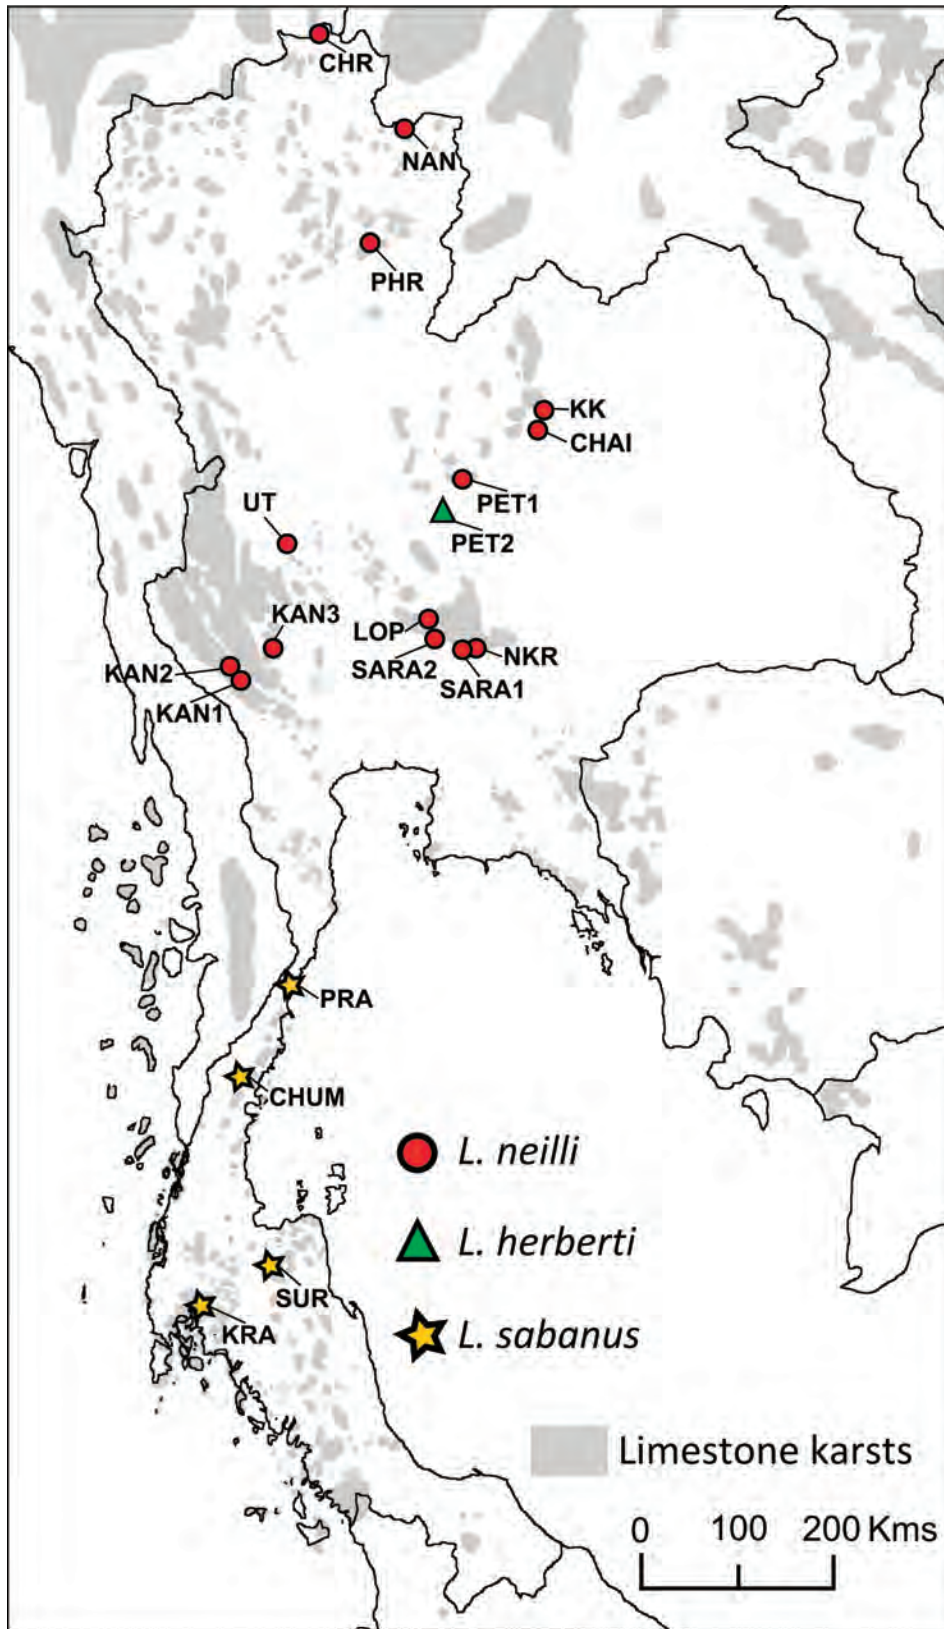 CHR
NAN
PHR
KK
CHAI
PET1
UT
PET2
KAN3
LOP
KAN2
SARA2
NKR
SARA1
KAN1
PRA
CHUM
L. neilli
L. herberti
SUR
KRA
L. sabanus
Limestone karsts
0 100 200 Kms